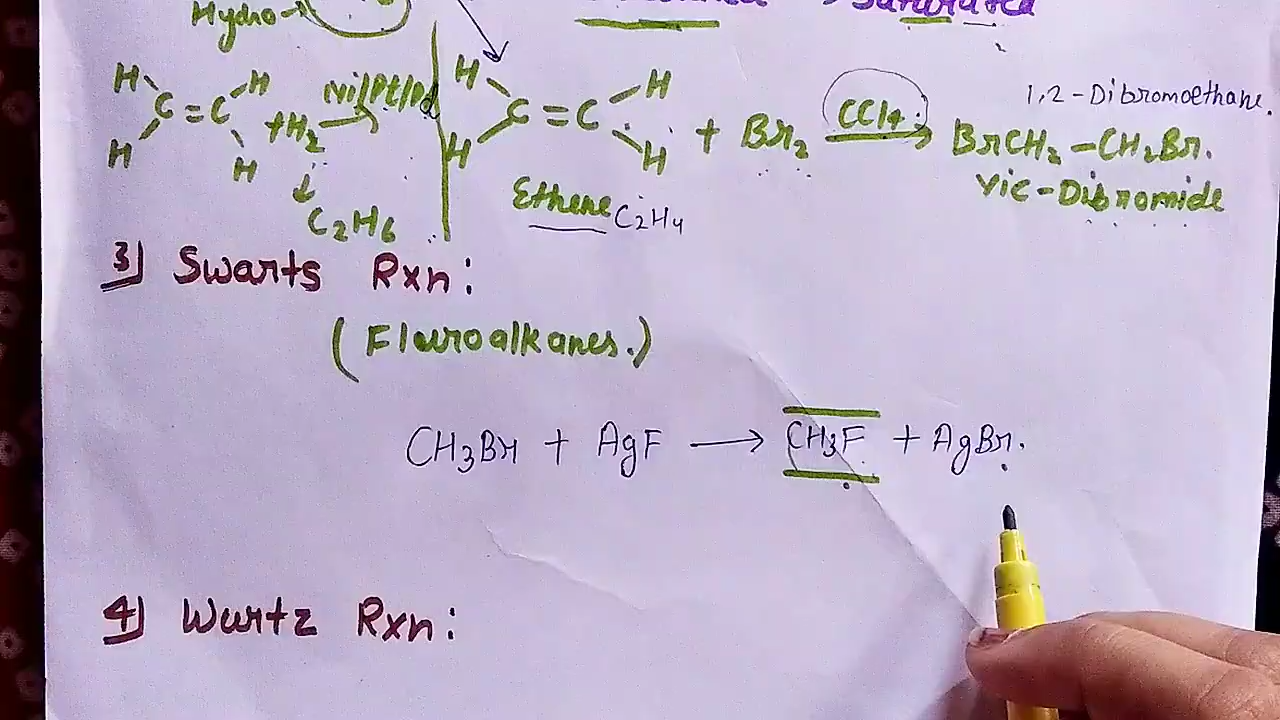 Hydro-
→ Saturated
H H
C = C + H₂ Ni/Pt/Pd →
H H
↓
C₂H₆
H H
C = C + Br₂ CCl₄ → BrCH₂ – CH₂Br.
H H
1,2-Dibromoethane.
Vic-Dibromide
Ethene C₂H₄
3) Swarts Rxn:
(Fluroalkanes.)
CH₃Br + AgF → CH₃F + AgBr.
4) Wurtz Rxn: